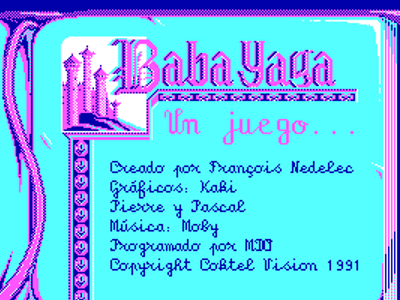 Baba Yaga
Un juego...
Creado por François Nedelec
Gráficos: Kaki
Pierre y Pascal
Música: Moby
Programado por MDO
Copyright Coktel Vision 1991